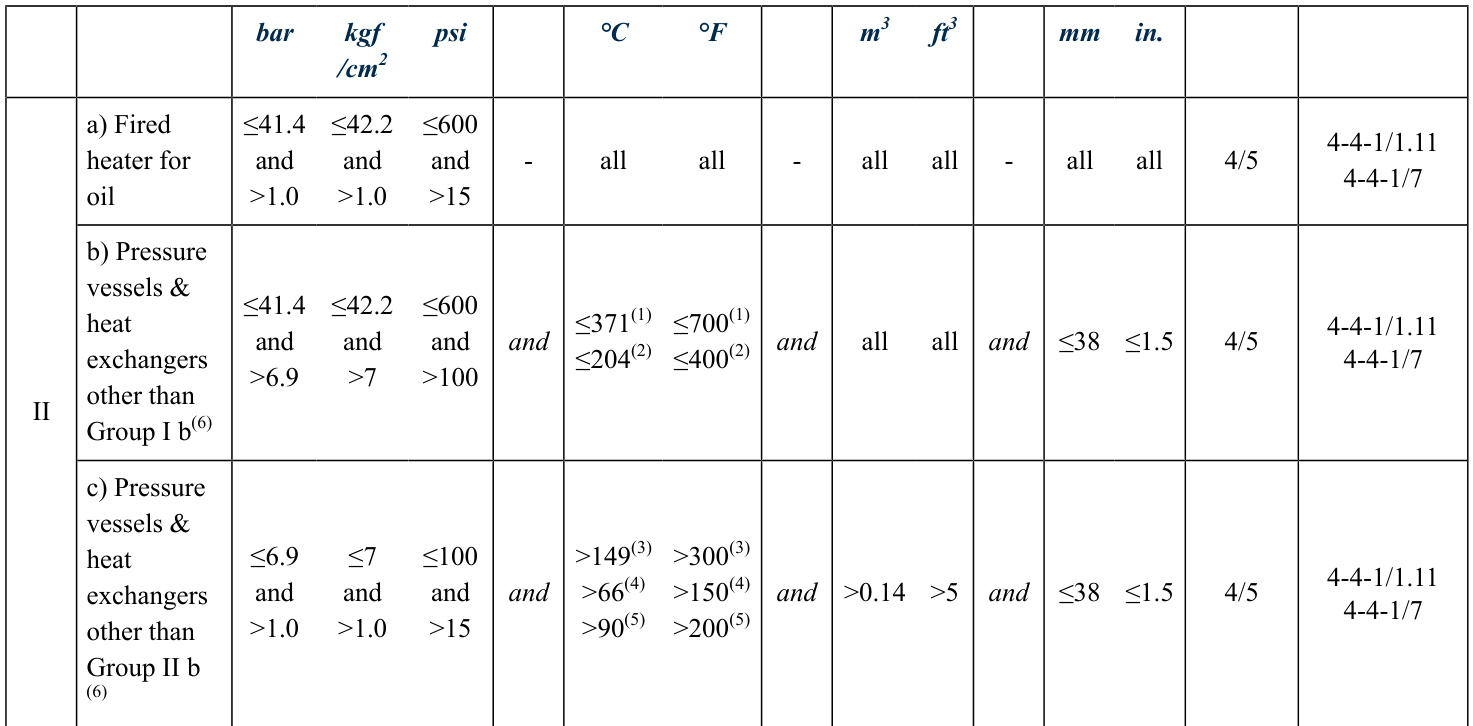 bar kgf /cm² psi °C °F m³ ft³ mm in.
II
a) Fired heater for oil ≤41.4 and >1.0 ≤42.2 and >1.0 ≤600 and >15 - all all - all all - all all 4/5 4-4-1/1.11 4-4-1/7
b) Pressure vessels & heat exchangers other than Group I b(6) ≤41.4 and >6.9 ≤42.2 and >7 ≤600 and >100 and ≤371(1) ≤204(2) ≤700(1) ≤400(2) and all all and ≤38 ≤1.5 4/5 4-4-1/1.11 4-4-1/7
c) Pressure vessels & heat exchangers other than Group II b (6) ≤6.9 and >1.0 ≤7 and >1.0 ≤100 and >15 and >149(3) >66(4) >90(5) >300(3) >150(4) >200(5) and >0.14 >5 and ≤38 ≤1.5 4/5 4-4-1/1.11 4-4-1/7